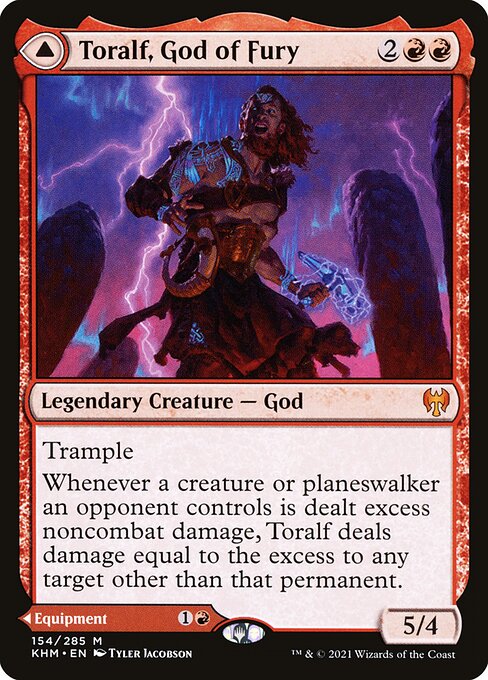 Toralf, God of Fury 2
Legendary Creature — God
Trample
Whenever a creature or planeswalker
an opponent controls is dealt excess
noncombat damage, Toralf deals
damage equal to the excess to any
target other than that permanent.
Equipment 1
5/4
154/285 M
KHM • EN Tyler Jacobson
™ & © 2021 Wizards of the Coast